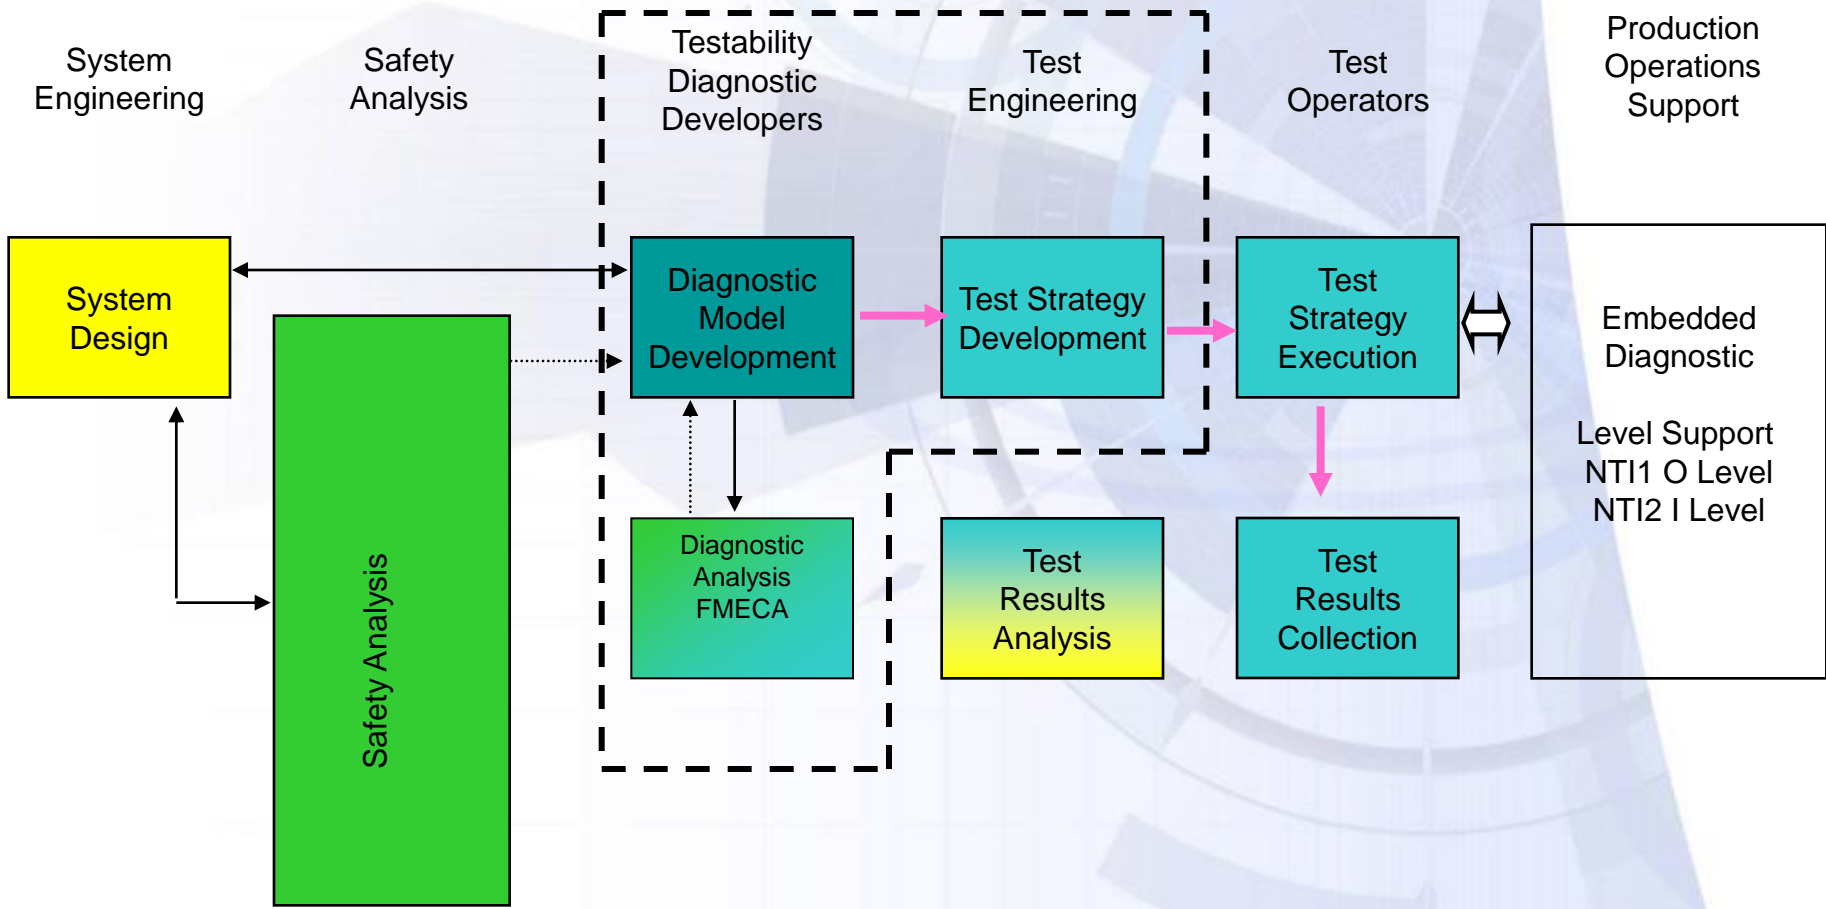 System
Engineering
Safety
Analysis
Testability
Diagnostic
Developers
Test
Engineering
Test
Operators
Production
Operations
Support
System
Design
Safety Analysis
Diagnostic
Model
Development
Test Strategy
Development
Test
Strategy
Execution
Embedded
Diagnostic
Level Support
NTI1 O Level
NTI2 I Level
Diagnostic
Analysis
FMECA
Test
Results
Analysis
Test
Results
Collection